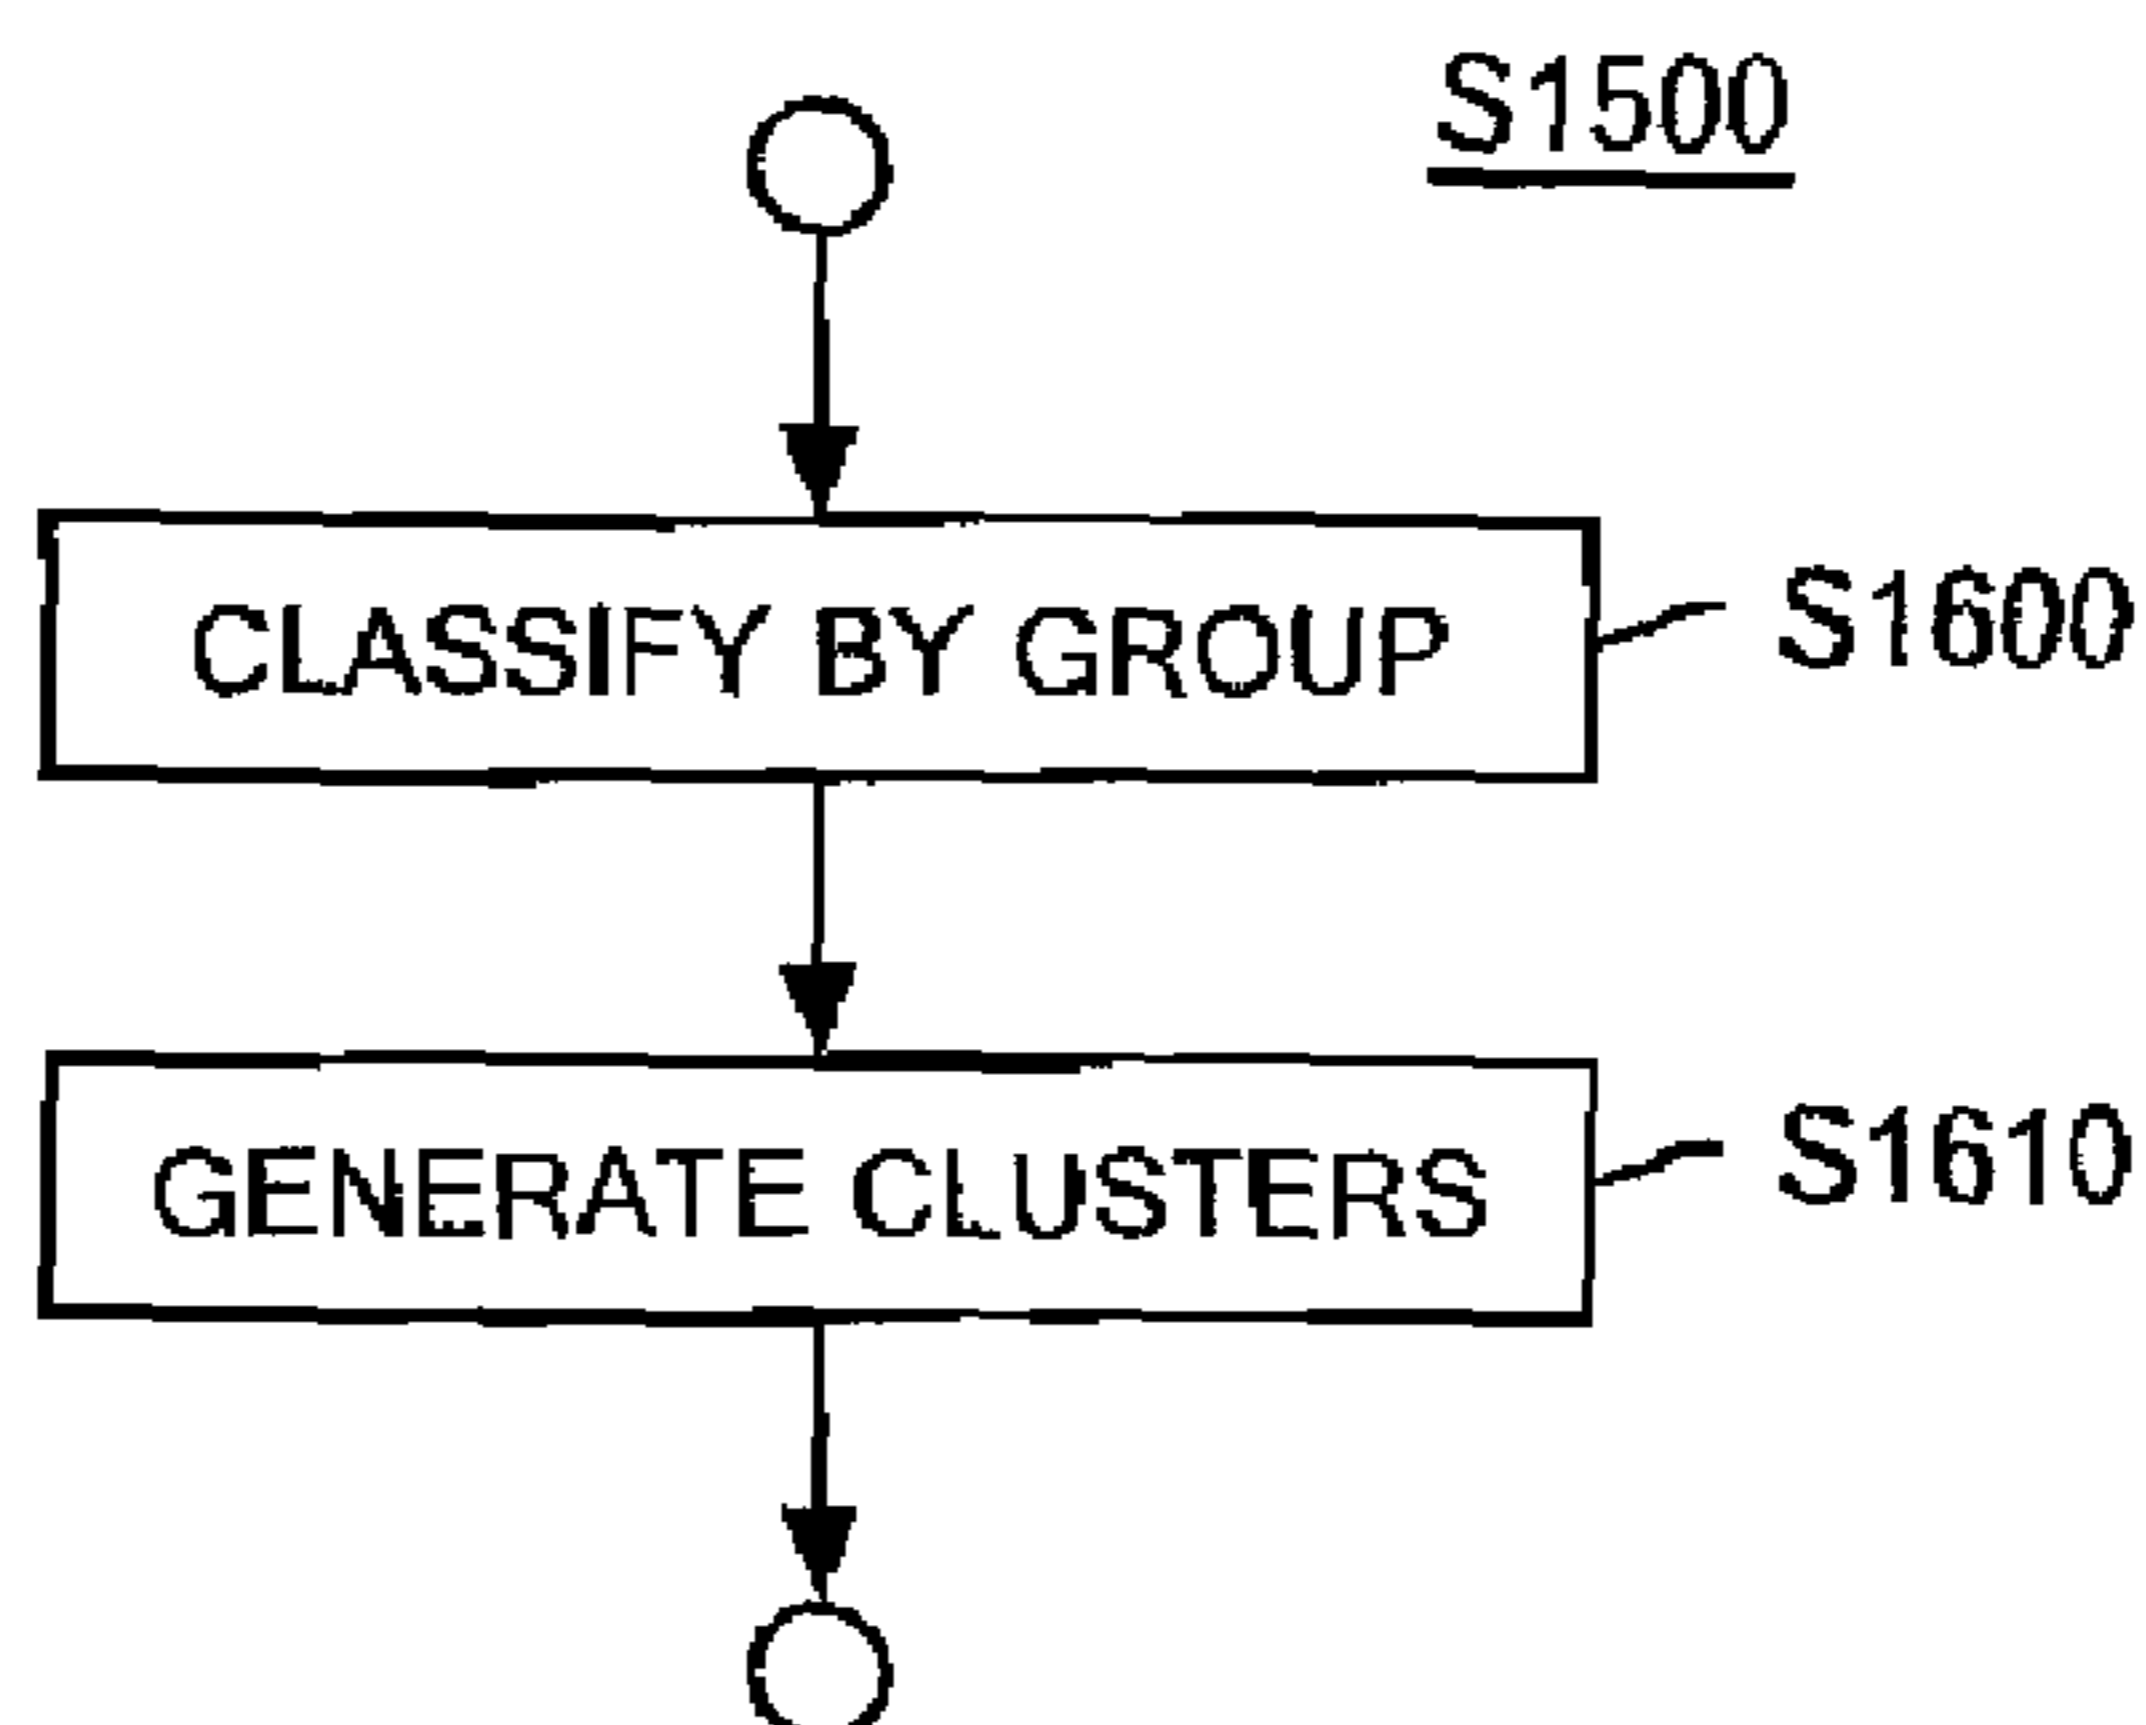 S1500
CLASSIFY BY GROUP
S1600
GENERATE CLUSTERS
S1610